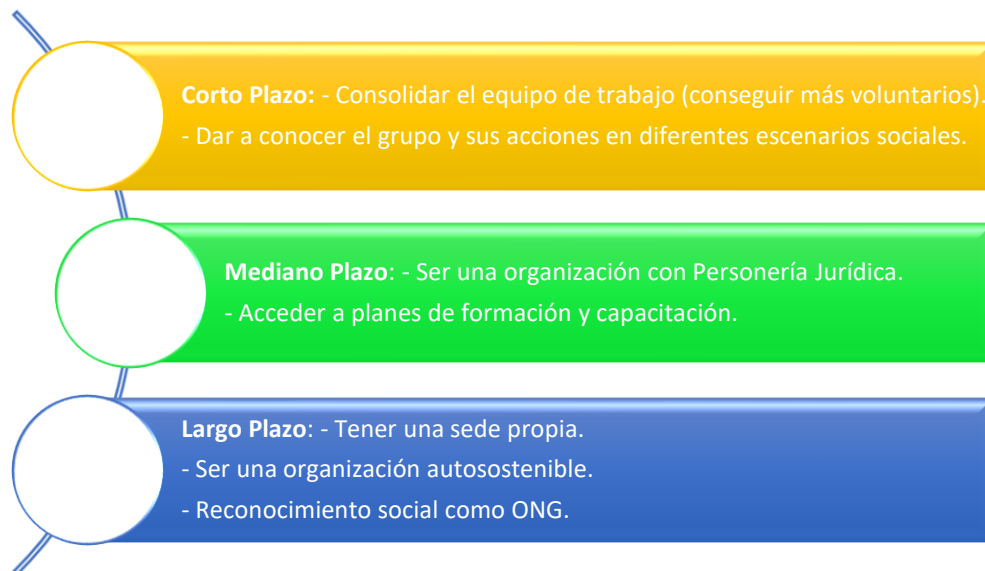 Corto Plazo: - Consolidar el equipo de trabajo (conseguir más voluntarios).
- Dar a conocer el grupo y sus acciones en diferentes escenarios sociales.
Mediano Plazo: - Ser una organización con Personería Jurídica.
- Acceder a planes de formación y capacitación.
Largo Plazo: - Tener una sede propia.
- Ser una organización autosostenible.
- Reconocimiento social como ONG.